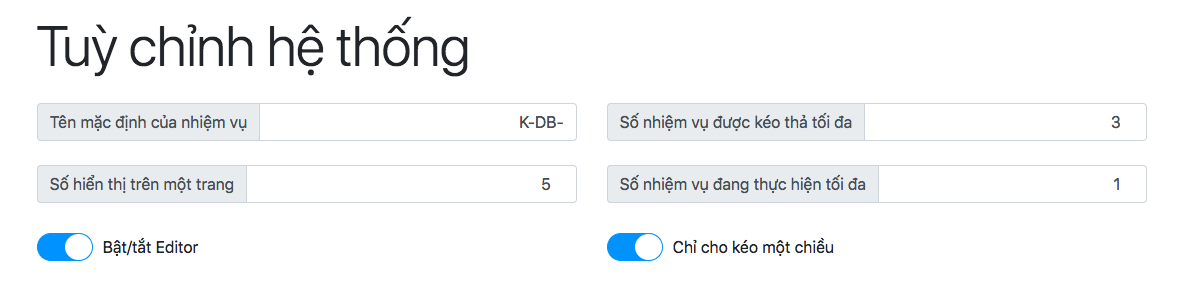 Tuỳ chỉnh hệ thống
Tên mặc định của nhiệm vụ K-DB-
Số nhiệm vụ được kéo thả tối đa 3
Số hiển thị trên một trang 5
Số nhiệm vụ đang thực hiện tối đa 1
Bật/tắt Editor
Chỉ cho kéo một chiều